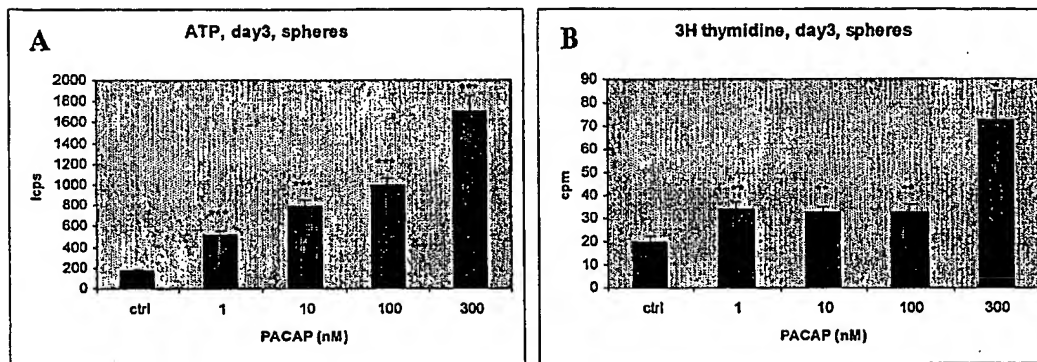 A
ATP, day3, spheres
lcps
2000
1800
1600
1400
1200
1000
800
600
400
200
0
***
***
***
***
ctrl 1 10 100 300
PACAP (nM)
B
3H thymidine, day3, spheres
cpm
90
80
70
60
50
40
30
20
10
0
**
**
**
ctrl 1 10 100 300
PACAP (nM)